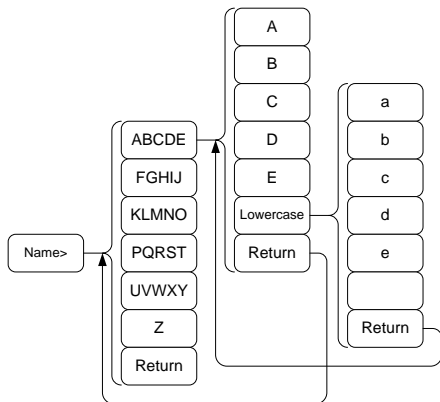 Name>
ABCDE
FGHIJ
KLMNO
PQRST
UVWXY
Z
Return
A
B
C
D
E
Lowercase
Return
a
b
c
d
e
Return